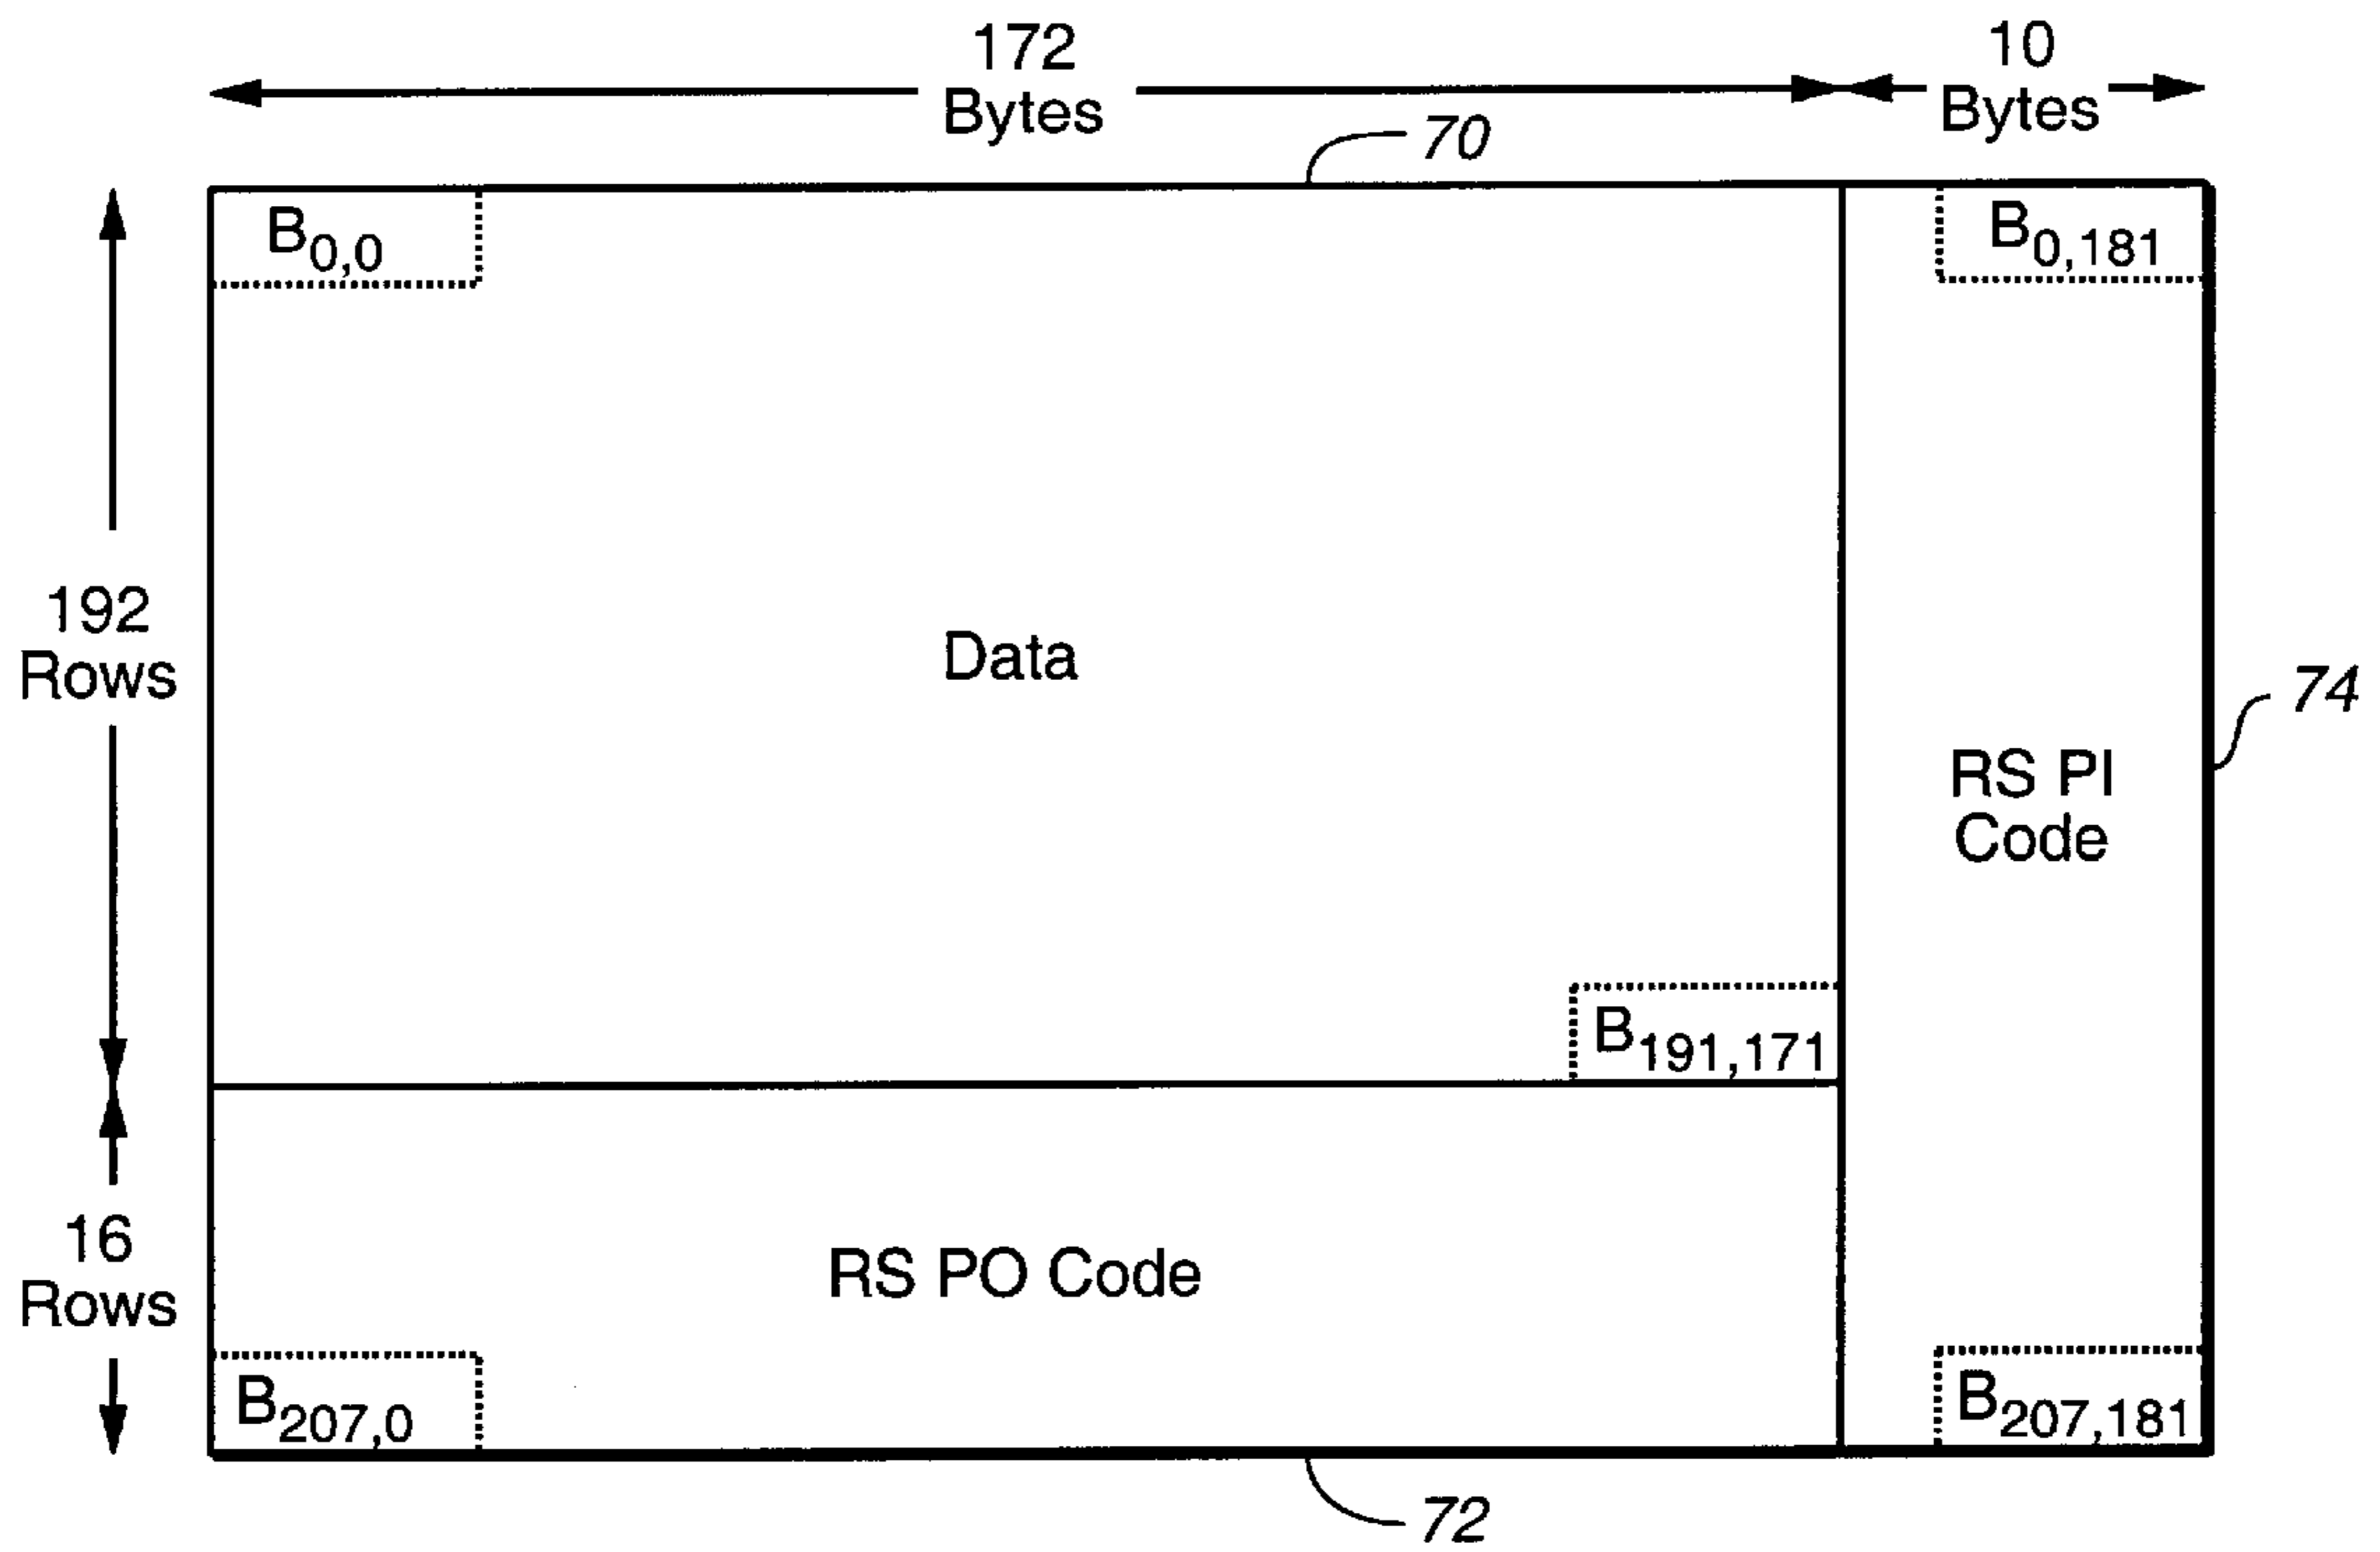 172
Bytes
10
Bytes
70
B0,0
B0,181
192
Rows
Data
74
RS PI
Code
B191,171
16
Rows
RS PO Code
B207,0
B207,181
72